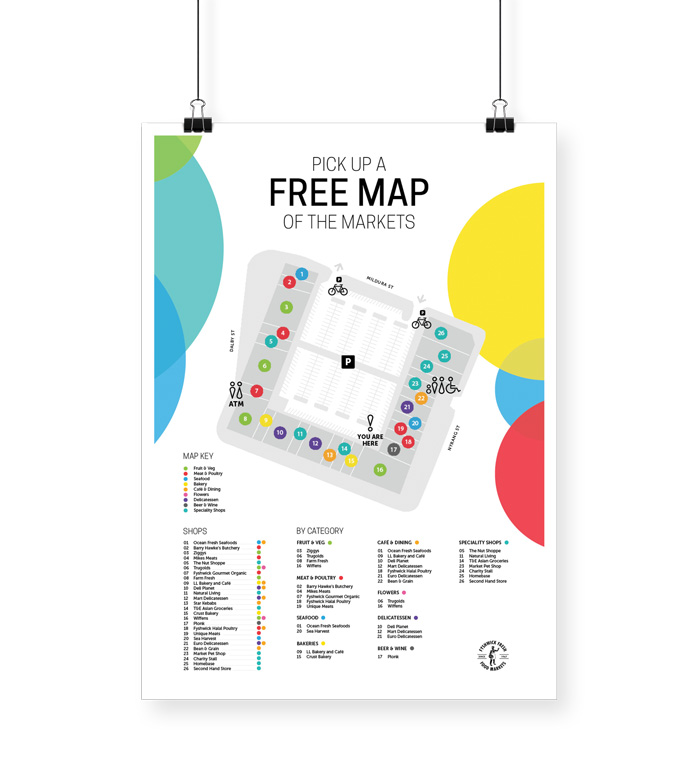 PICK UP A
FREE MAP
OF THE MARKETS
MILDURA ST
DALBY ST
NYRANG ST
P
P
P
1
2
3
4
5
6
7
8
9
10
11
12
13
14
15
16
17
18
19
20
21
22
23
24
25
26
ATM
YOU ARE
HERE
MAP KEY
Fruit & Veg
Meat & Poultry
Seafood
Bakery
Café & Dining
Flowers
Delicatessen
Beer & Wine
Speciality Shops
SHOPS
01 Ocean Fresh Seafoods
02 Barry Hawke's Butchery
03 Ziggys
04 Mikes Meats
05 The Nut Shoppe
06 Trugolds
07 Fyshwick Gourmet Organic
08 Farm Fresh
09 LL Bakery and Café
10 Deli Planet
11 Natural Living
12 Mart Delicatessen
13 Star Kebabs
14 TSE Asian Groceries
15 Crust Bakery
16 Wiffens
17 Plonk
18 Fyshwick Halal Poultry
19 Unique Meats
20 Sea Harvest
21 Euro Delicatessen
22 Bean & Grain
23 Market Pet Shop
24 Charity Stall
25 Homebase
26 Second Hand Store
BY CATEGORY
FRUIT & VEG
03 Ziggys
06 Trugolds
08 Farm Fresh
16 Wiffens
MEAT & POULTRY
02 Barry Hawke's Butchery
04 Mikes Meats
07 Fyshwick Gourmet Organic
18 Fyshwick Halal Poultry
19 Unique Meats
SEAFOOD
01 Ocean Fresh Seafoods
20 Sea Harvest
BAKERIES
09 LL Bakery and Café
15 Crust Bakery
CAFÉ & DINING
01 Ocean Fresh Seafoods
09 LL Bakery and Café
10 Deli Planet
12 Mart Delicatessen
18 Fyshwick Halal Poultry
21 Euro Delicatessen
22 Bean & Grain
FLOWERS
06 Trugolds
16 Wiffens
DELICATESSEN
10 Deli Planet
12 Mart Delicatessen
21 Euro Delicatessen
BEER & WINE
17 Plonk
SPECIALITY SHOPS
05 The Nut Shoppe
11 Natural Living
14 TSE Asian Groceries
23 Market Pet Shop
24 Charity Stall
25 Homebase
26 Second Hand Store
FYSHWICK FRESH
FOOD MARKETS